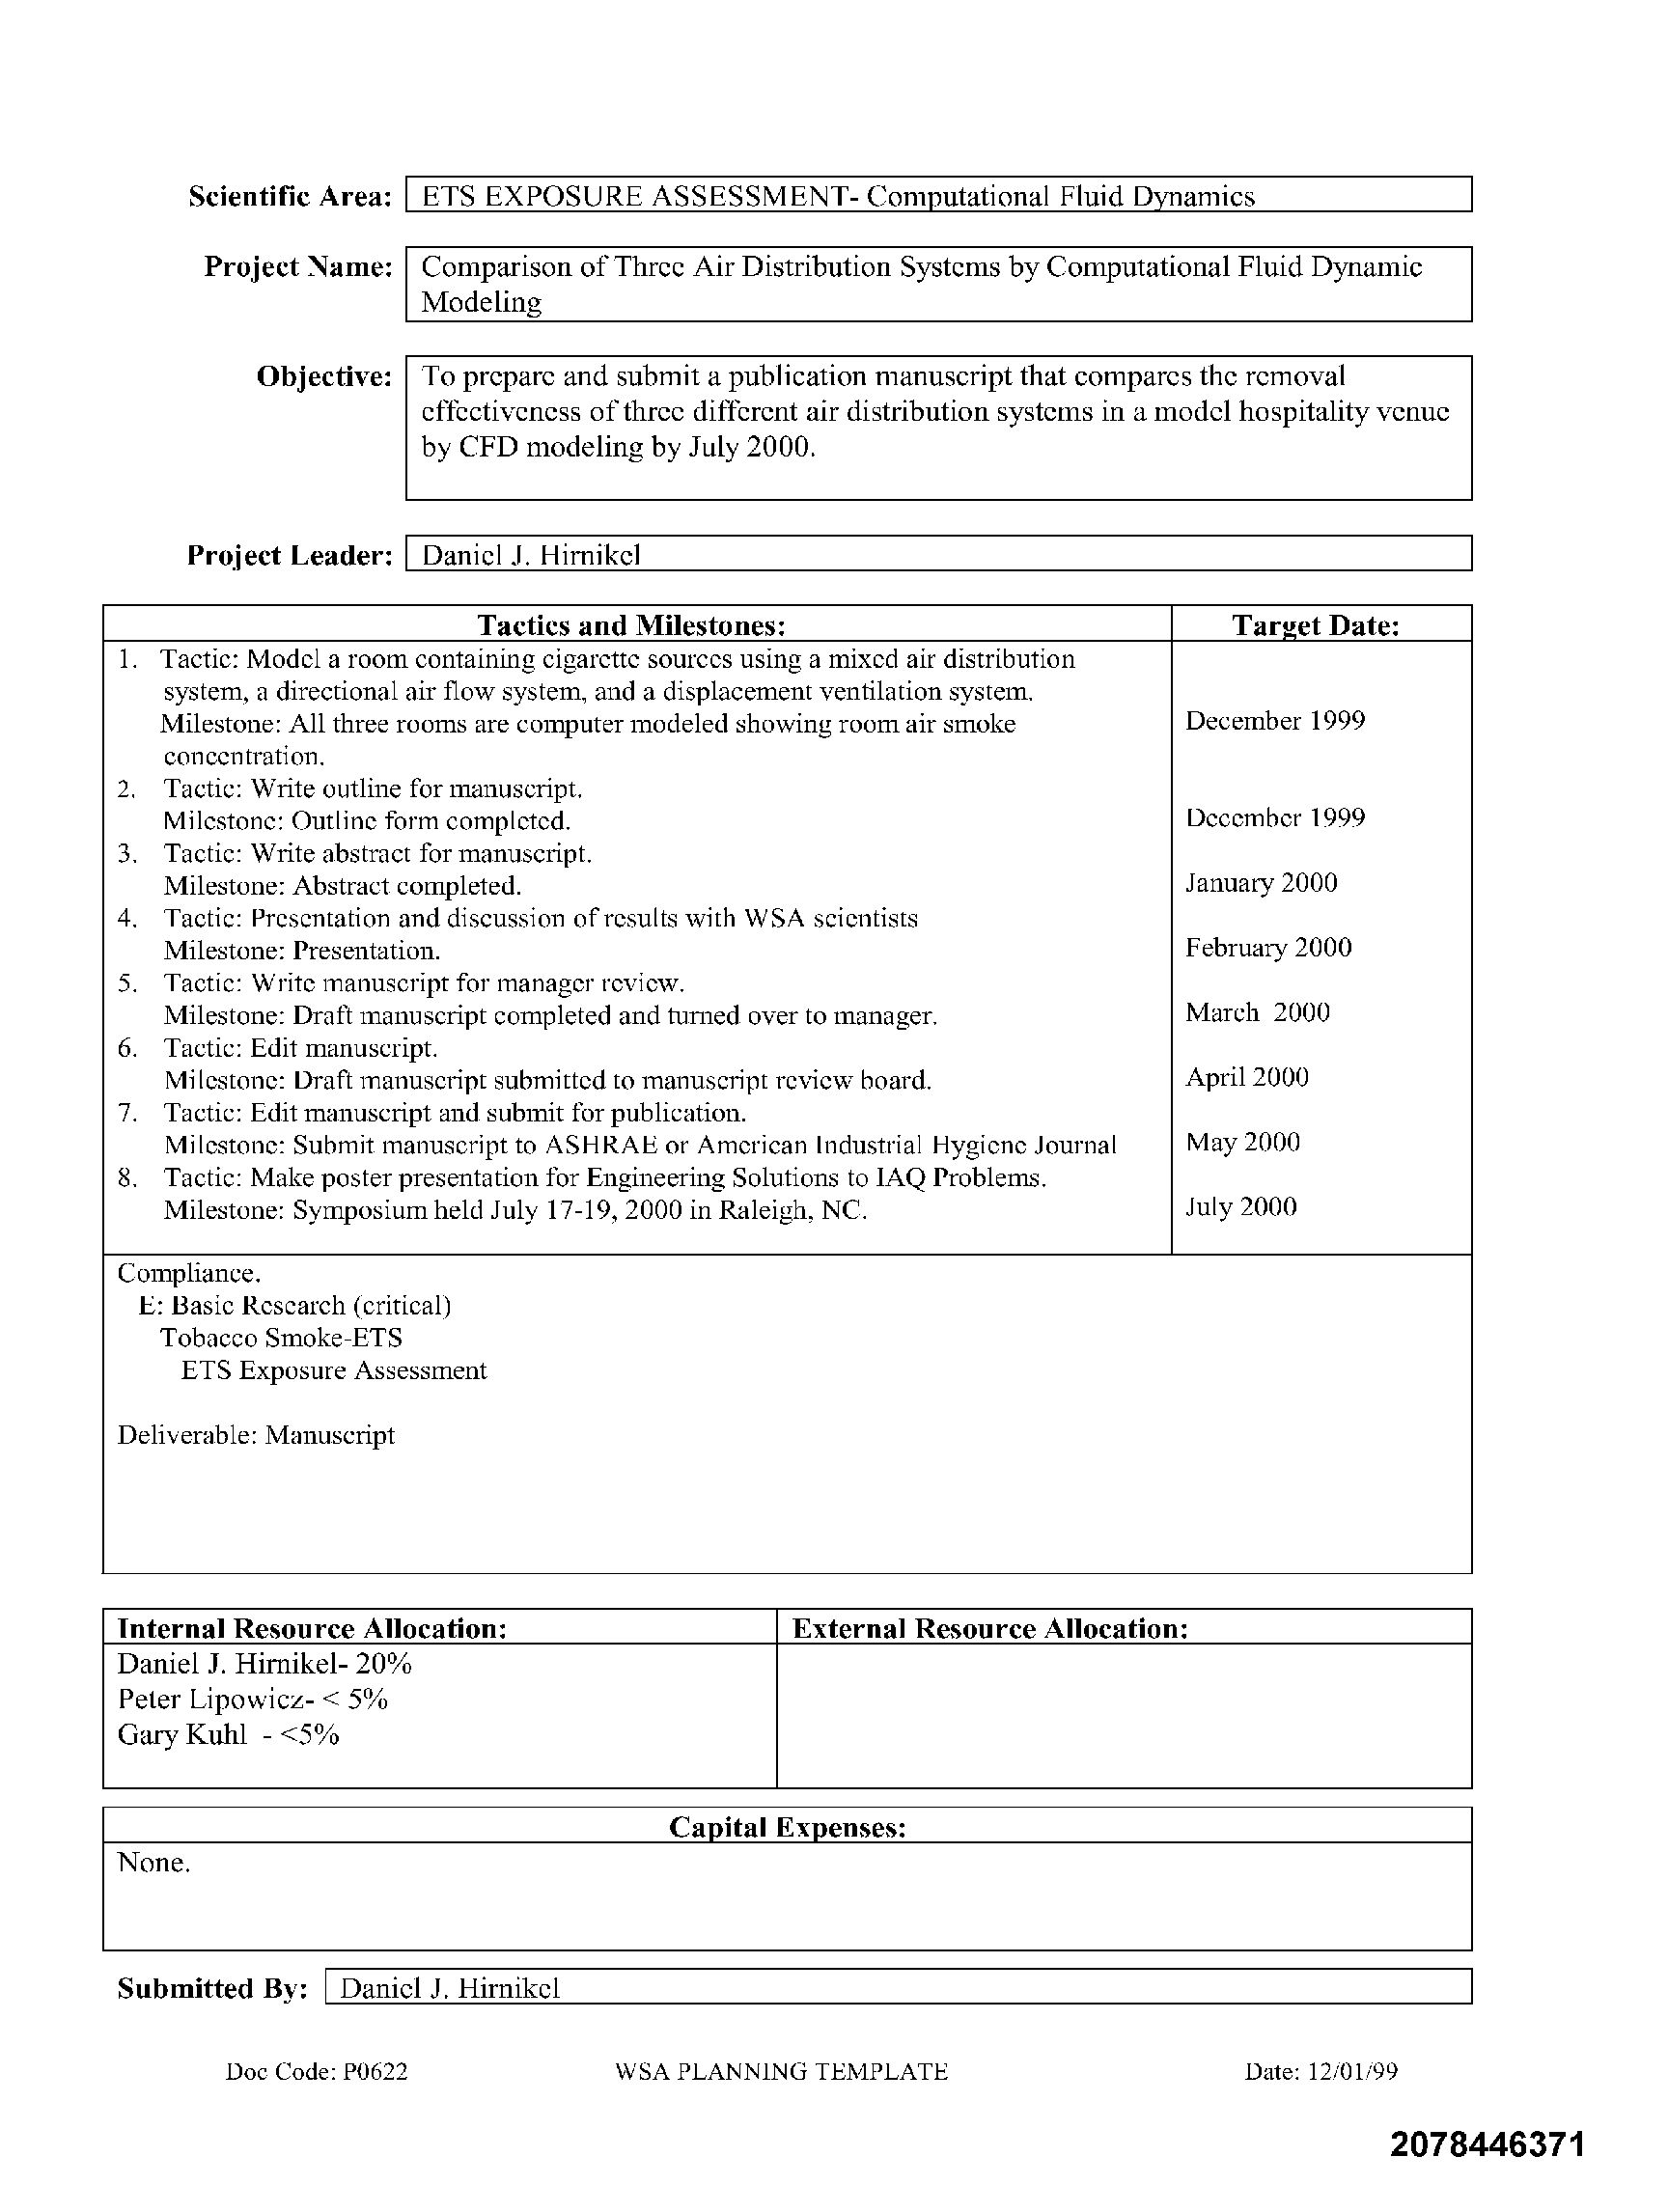 Scientific Area: ETS EXPOSURE ASSESSMENT- Computational Fluid Dynamics
Project Name: Comparison of Three Air Distribution Systems by Computational Fluid Dynamic
Modeling
Objective: To prepare and submit a publication manuscript that compares the removal
effectiveness of three different air distribution systems in a model hospitality venue
by CFD modeling by July 2000.
Project Leader: Daniel J. Hirnikel
Tactics and Milestones: Target Date:
1. Tactic: Model a room containing cigarette sources using a mixed air distribution
system, a directional air flow system, and a displacement ventilation system.
Milestone: All three rooms are computer modeled showing room air smoke December 1999
concentration.
2. Tactic: Write outline for manuscript.
Milestone: Outline form completed. December 1999
3. Tactic: Write abstract for manuscript.
Milestone: Abstract completed. January 2000
4. Tactic: Presentation and discussion of results with WSA scientists
Milestone: Presentation. February 2000
5. Tactic: Write manuscript for manager review.
Milestone: Draft manuscript completed and turned over to manager. March 2000
6. Tactic: Edit manuscript.
Milestone: Draft manuscript submitted to manuscript review board. April 2000
7. Tactic: Edit manuscript and submit for publication.
Milestone: Submit manuscript to ASHRAE or American Industrial Hygiene Journal May 2000
8. Tactic: Make poster presentation for Engineering Solutions to IAQ Problems.
Milestone: Symposium held July 17-19, 2000 in Raleigh, NC. July 2000
Compliance.
E: Basic Research (critical)
Tobacco Smoke-ETS
ETS Exposure Assessment
Deliverable: Manuscript
Internal Resource Allocation: External Resource Allocation:
Daniel J. Hirnikel- 20%
Peter Lipowicz- < 5%
Gary Kuhl - <5%
Capital Expenses:
None.
Submitted By: Daniel J. Hirnikel
Doc Code: P0622 WSA PLANNING TEMPLATE Date: 12/01/99
2078446371